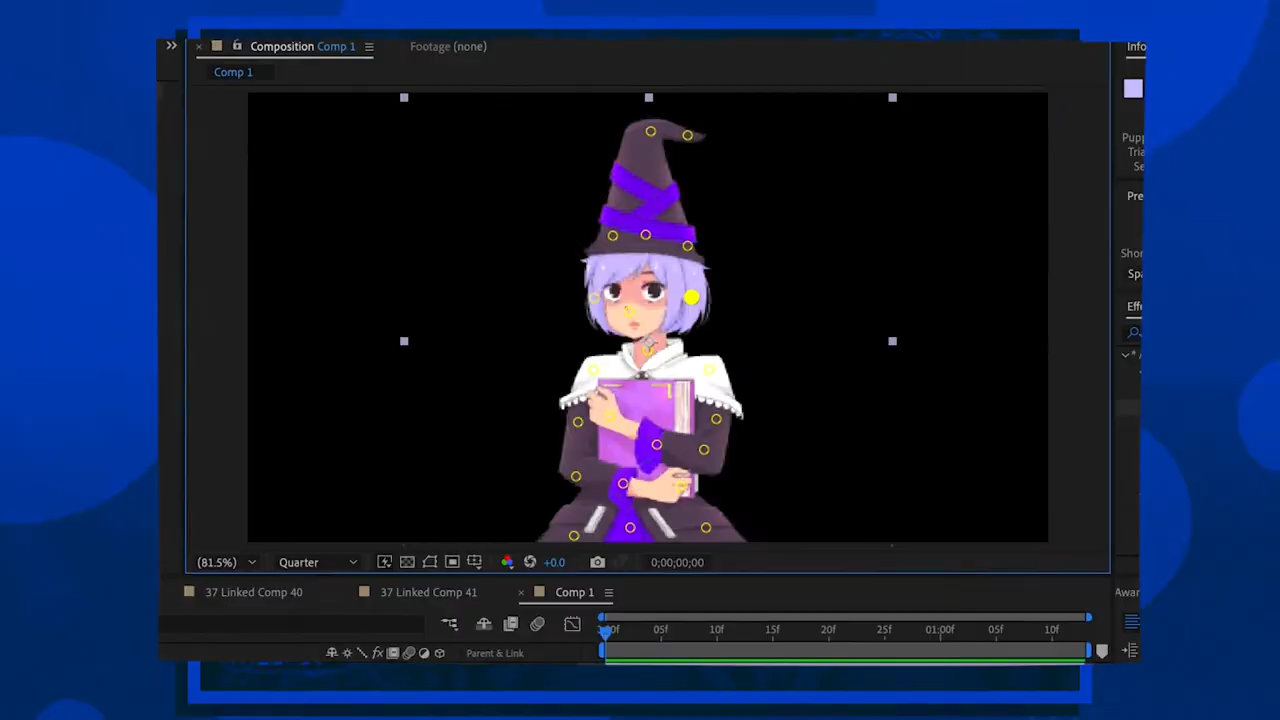 Composition Comp 1
Footage (none)
Info
Comp 1
Pupp
Tria
Se
Pre
Shor
Spa
Effe
(81.5%)
Quarter
+0.0
0;00;00;00
37 Linked Comp 40
37 Linked Comp 41
Comp 1
Awar
05f
10f
15f
20f
25f
01:00f
05f
10f
fx
Parent & Link